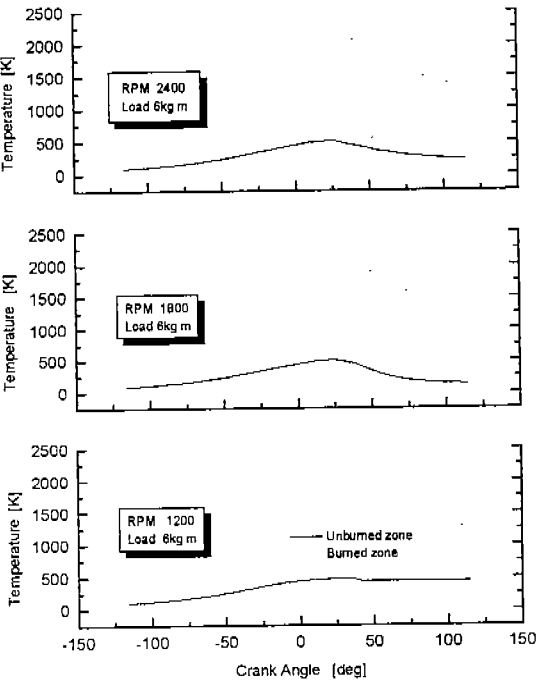 2500
2000
1500
1000
500
0
Temperature [K]
RPM 2400
Load 6kg m
2500
2000
1500
1000
500
0
Temperature [K]
RPM 1800
Load 6kg m
2500
2000
1500
1000
500
0
Temperature [K]
RPM 1200
Load 6kg m
Unburned zone
Burned zone
-150 -100 -50 0 50 100 150
Crank Angle [deg]